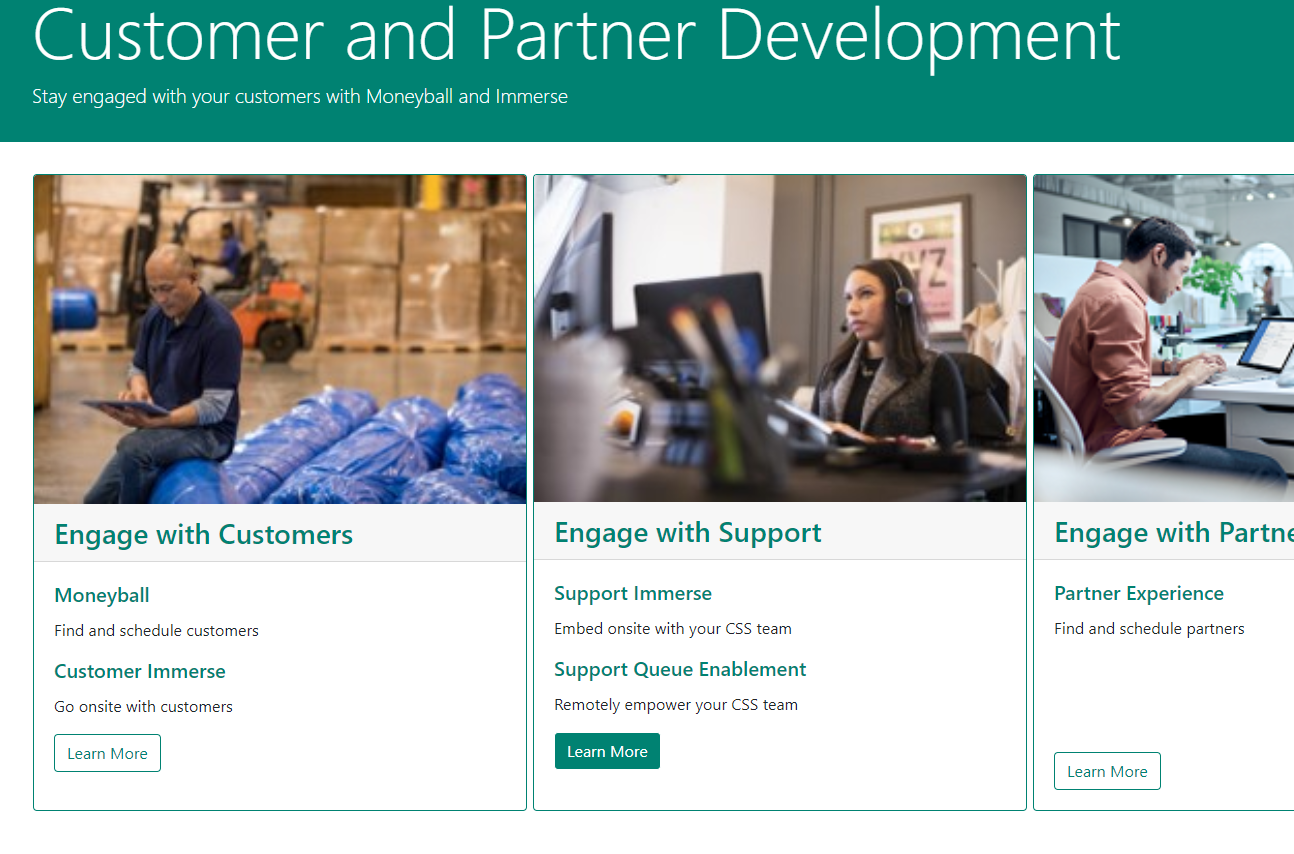 Customer and Partner Development
Stay engaged with your customers with Moneyball and Immerse
Engage with Customers
Moneyball
Find and schedule customers
Customer Immerse
Go onsite with customers
Learn More
Engage with Support
Support Immerse
Embed onsite with your CSS team
Support Queue Enablement
Remotely empower your CSS team
Learn More
Engage with Partne
Partner Experience
Find and schedule partners
Learn More